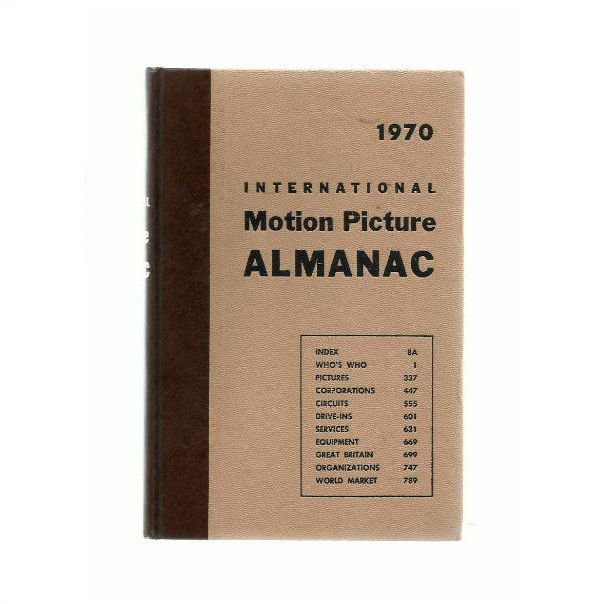 1970
INTERNATIONAL
Motion Picture
ALMANAC
INDEX 8A
WHO'S WHO 1
PICTURES 337
CORPORATIONS 447
CIRCUITS 555
DRIVE-INS 601
SERVICES 631
EQUIPMENT 669
GREAT BRITAIN 699
ORGANIZATIONS 747
WORLD MARKET 789